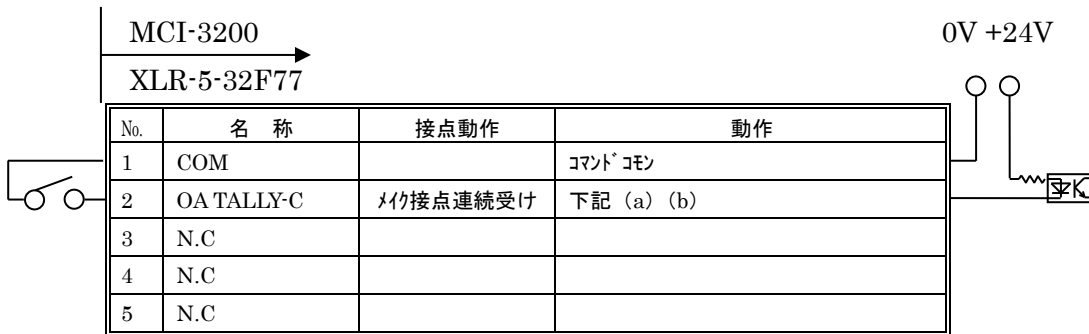 MCI-3200 0V +24V
XLR-5-32F77
№ 名 称 接点動作 動作
1 COM ｺﾏﾝﾄﾞｺﾓﾝ
2 OA TALLY-C ﾒｲｸ接点連続受け 下記 (a) (b)
3 N.C
4 N.C
5 N.C